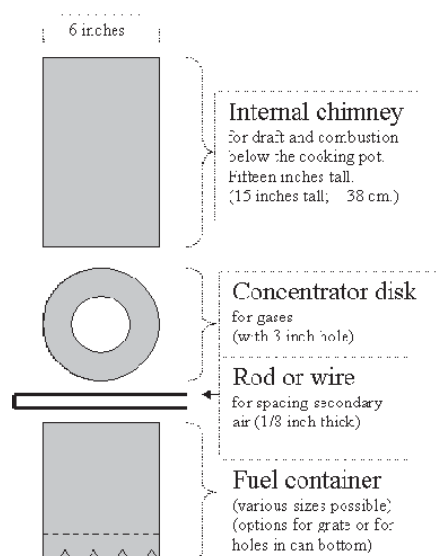 6 inches
Internal chimney
for draft and combustion
below the cooking pot.
Fifteen inches tall.
(15 inches tall; 38 cm.)
Concentrator disk
for gases
(with 3 inch hole)
Rod or wire
for spacing secondary
air (1/8 inch thick)
Fuel container
(various sizes possible)
(options for grate or for
holes in can bottom)